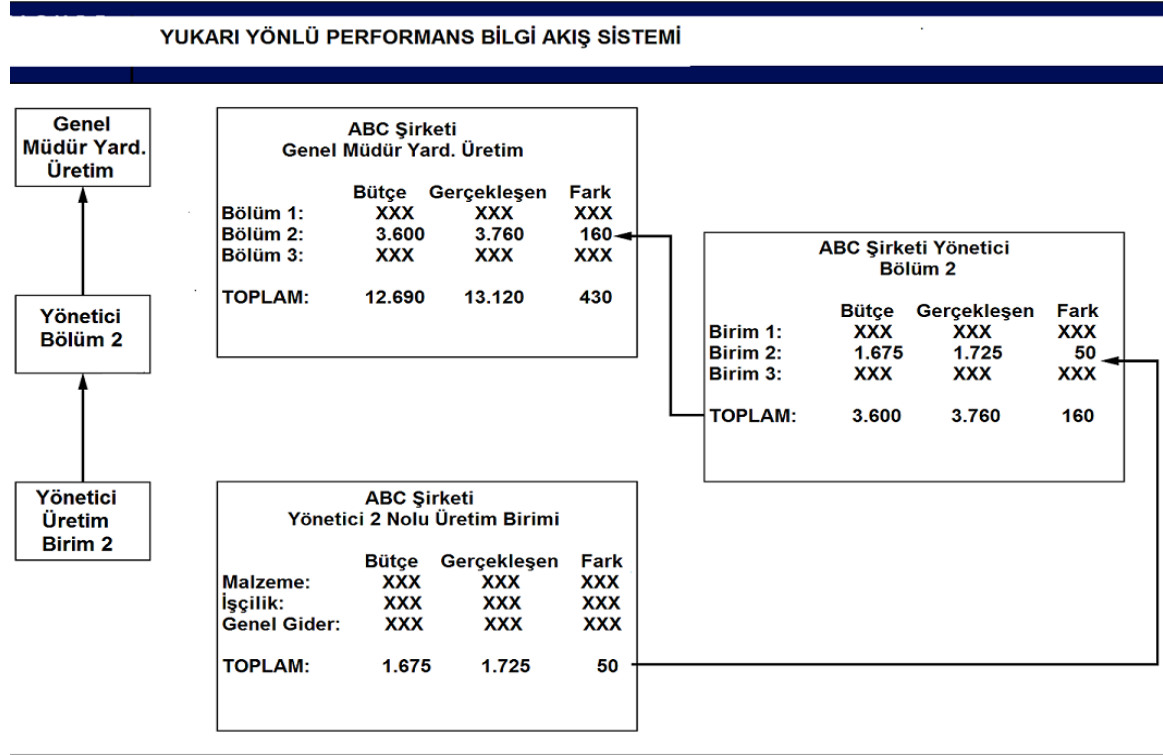 YUKARI YÖNLÜ PERFORMANS BİLGİ AKIŞ SİSTEMİ
Genel
Müdür Yard.
Üretim
ABC Şirketi
Genel Müdür Yard. Üretim
Bütçe Gerçekleşen Fark
Bölüm 1: XXX XXX XXX
Bölüm 2: 3.600 3.760 160
Bölüm 3: XXX XXX XXX
TOPLAM: 12.690 13.120 430
Yönetici
Bölüm 2
ABC Şirketi Yönetici
Bölüm 2
Bütçe Gerçekleşen Fark
Birim 1: XXX XXX XXX
Birim 2: 1.675 1.725 50
Birim 3: XXX XXX XXX
TOPLAM: 3.600 3.760 160
Yönetici
Üretim
Birim 2
ABC Şirketi
Yönetici 2 Nolu Üretim Birimi
Bütçe Gerçekleşen Fark
Malzeme: XXX XXX XXX
İşçilik: XXX XXX XXX
Genel Gider: XXX XXX XXX
TOPLAM: 1.675 1.725 50